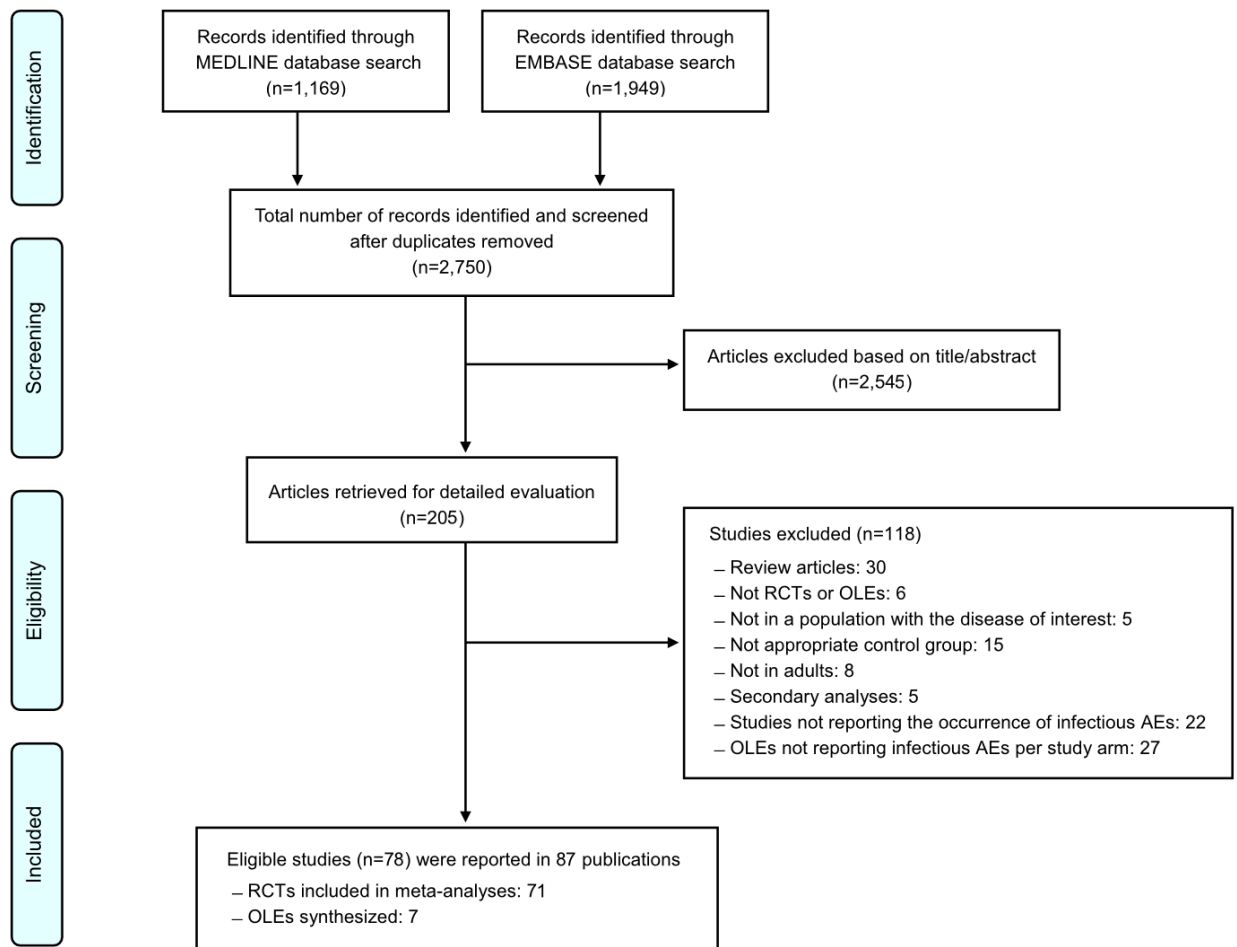 Identification
Records identified through
MEDLINE database search
(n=1,169)
Records identified through
EMBASE database search
(n=1,949)
Total number of records identified and screened
after duplicates removed
(n=2,750)
Screening
Articles excluded based on title/abstract
(n=2,545)
Articles retrieved for detailed evaluation
(n=205)
Eligibility
Studies excluded (n=118)
– Review articles: 30
– Not RCTs or OLEs: 6
– Not in a population with the disease of interest: 5
– Not appropriate control group: 15
– Not in adults: 8
– Secondary analyses: 5
– Studies not reporting the occurrence of infectious AEs: 22
– OLEs not reporting infectious AEs per study arm: 27
Included
Eligible studies (n=78) were reported in 87 publications
– RCTs included in meta-analyses: 71
– OLEs synthesized: 7